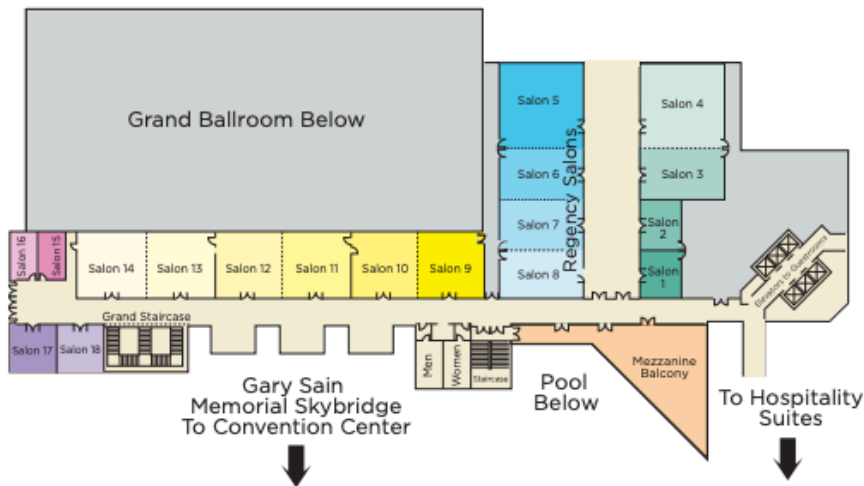 Grand Ballroom Below
Salon 5
Salon 4
Salon 6
Salon 3
Regency Salons
Salon 7
Salon
2
Salon 8
Salon
1
Salon 16
Salon 15
Salon 14
Salon 13
Salon 12
Salon 11
Salon 10
Salon 9
Elevators to Guestrooms
Grand Staircase
Salon 17
Salon 18
Men
Women
Staircase
Mezzanine
Balcony
Gary Sain
Memorial Skybridge
To Convention Center
Pool
Below
To Hospitality
Suites